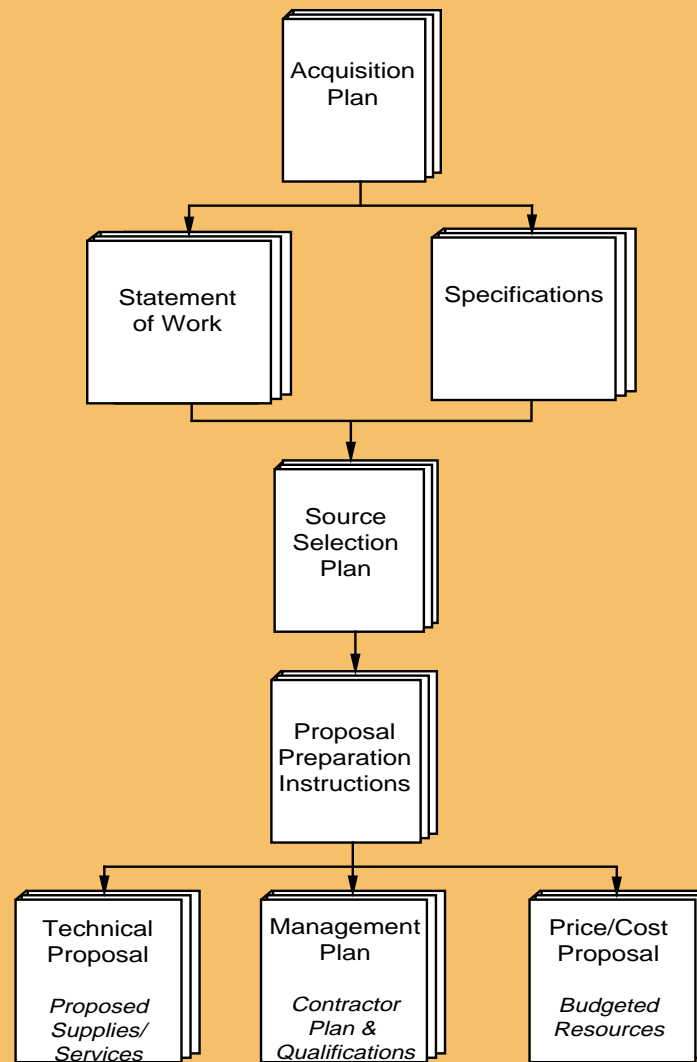 Acquisition
Plan
Statement
of Work
Specifications
Source
Selection
Plan
Proposal
Preparation
Instructions
Technical
Proposal
Proposed
Supplies/
Services
Management
Plan
Contractor
Plan &
Qualifications
Price/Cost
Proposal
Budgeted
Resources